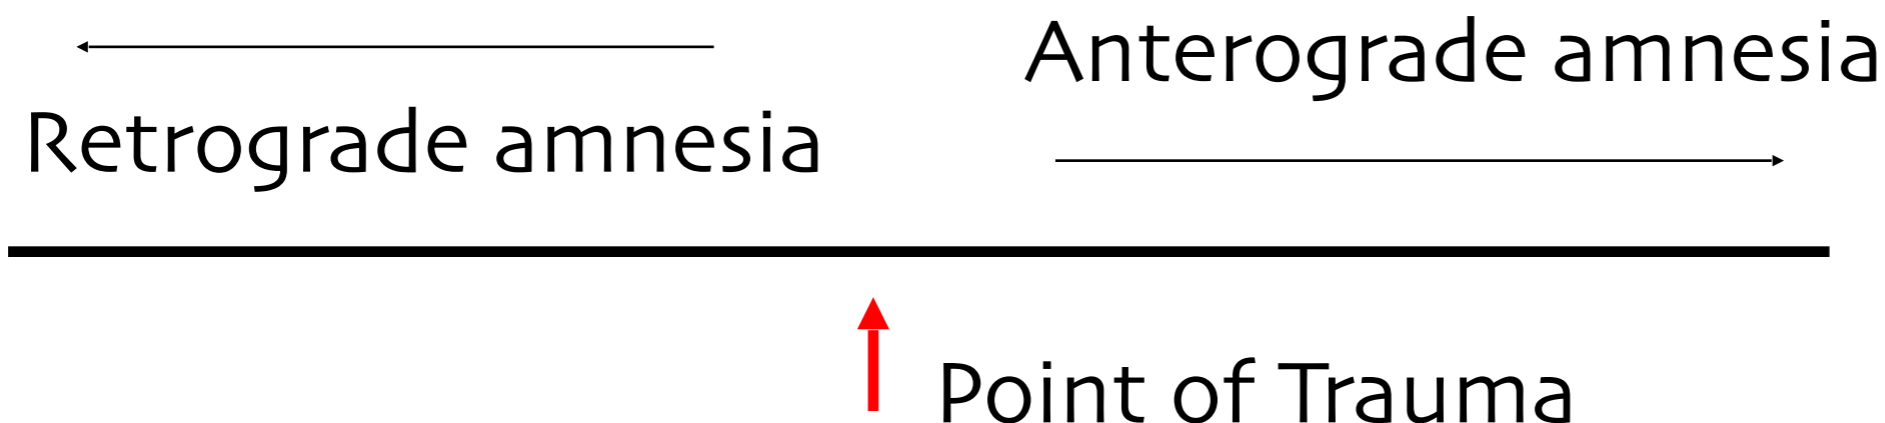 Anterograde amnesia
Retrograde amnesia
Point of Trauma